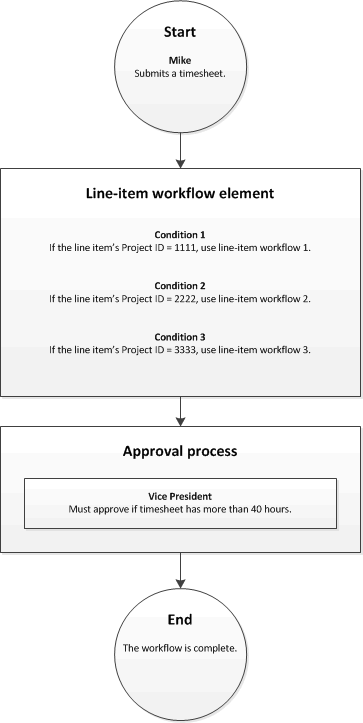 Start
Mike
Submits a timesheet.
Line-item workflow element
Condition 1
If the line item's Project ID = 1111, use line-item workflow 1.
Condition 2
If the line item's Project ID = 2222, use line-item workflow 2.
Condition 3
If the line item's Project ID = 3333, use line-item workflow 3.
Approval process
Vice President
Must approve if timesheet has more than 40 hours.
End
The workflow is complete.